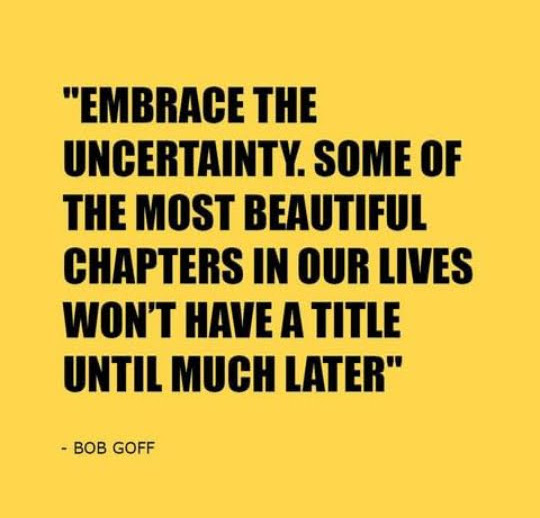 "EMBRACE THE
UNCERTAINTY. SOME OF
THE MOST BEAUTIFUL
CHAPTERS IN OUR LIVES
WON'T HAVE A TITLE
UNTIL MUCH LATER"
- BOB GOFF